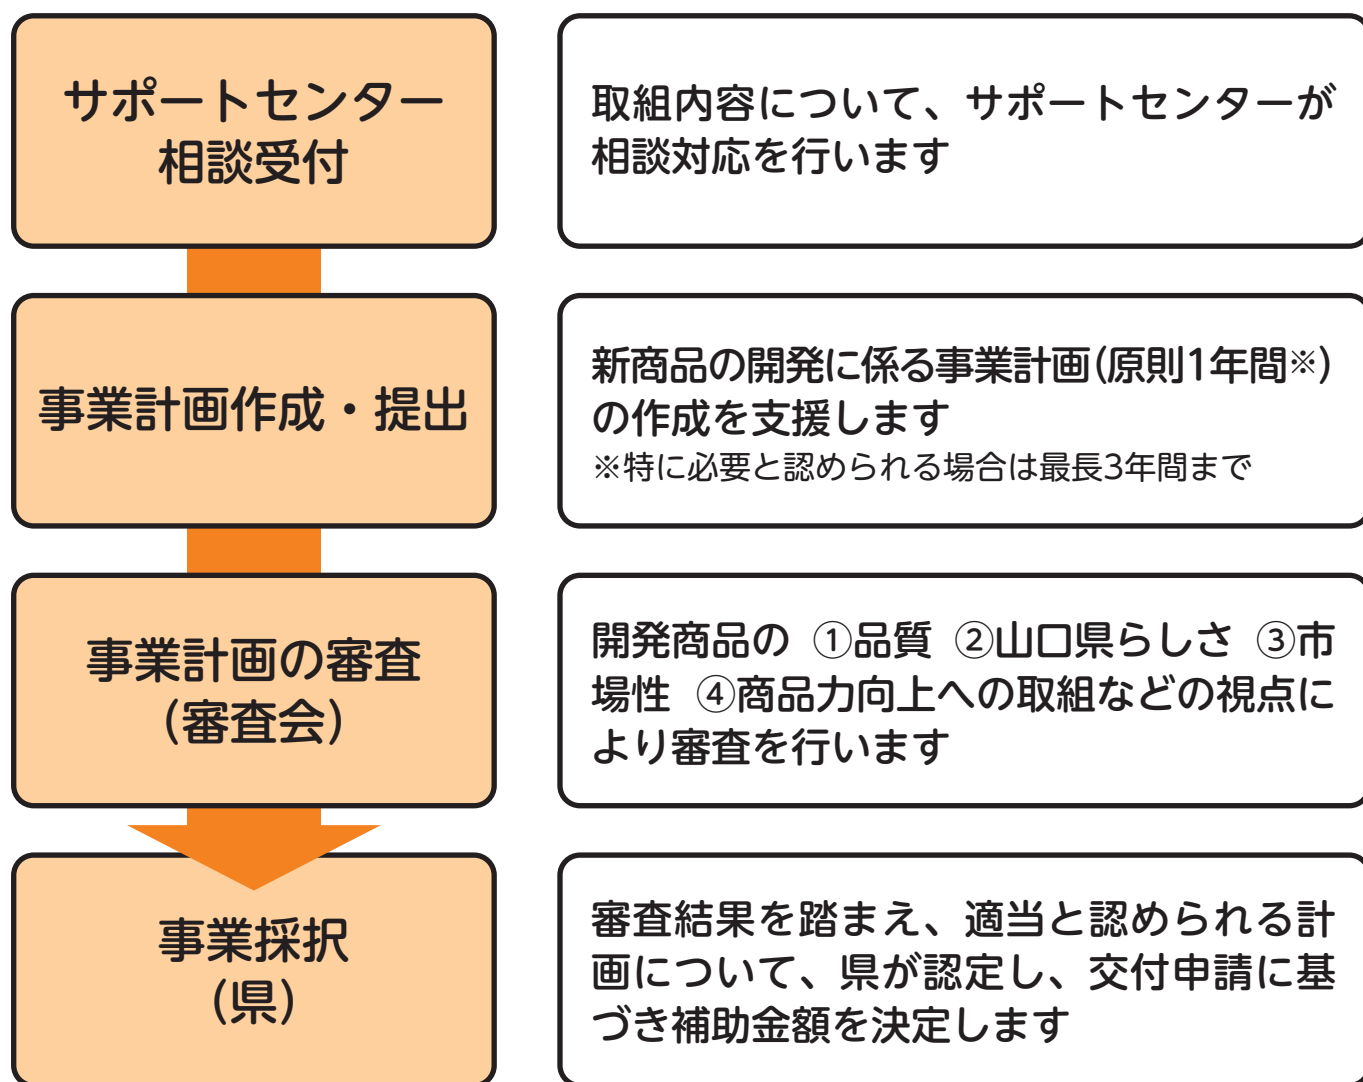 サポートセンター
相談受付
取組内容について、サポートセンターが
相談対応を行います
事業計画作成・提出
新商品の開発に係る事業計画(原則1年間※)
の作成を支援します
※特に必要と認められる場合は最長3年間まで
事業計画の審査
(審査会)
開発商品の ①品質 ②山口県らしさ ③市
場性 ④商品力向上への取組などの視点に
より審査を行います
事業採択
(県)
審査結果を踏まえ、適当と認められる計
画について、県が認定し、交付申請に基
づき補助金額を決定します